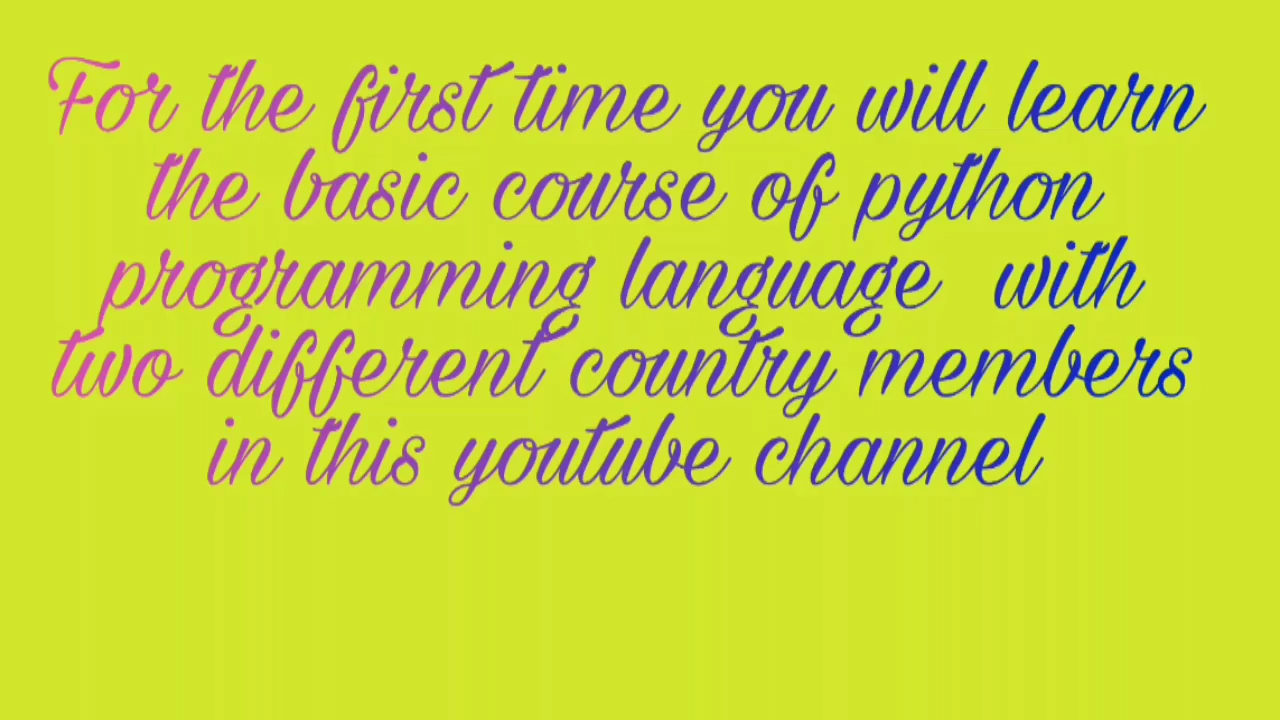 For the first time you will learn
the basic course of python
programming language with
two different country members
in this youtube channel